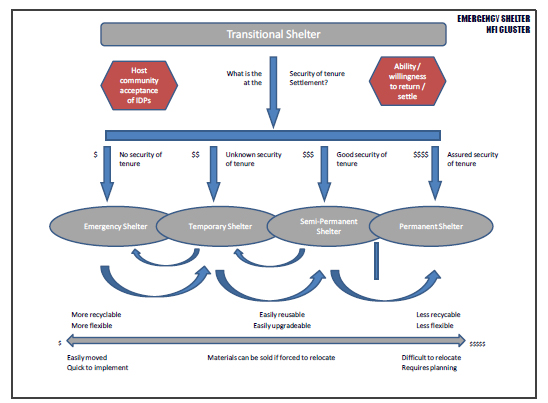 EMERGENCY SHELTER
NFI CLUSTER
Transitional Shelter
Host
community
acceptance
of IDPs
What is the Security of tenure
at the Settlement?
Ability /
willingness
to return /
settle
$ No security of
tenure
$$ Unknown security
of tenure
$$$ Good security of
tenure
$$$$ Assured security
of tenure
Emergency Shelter
Temporary Shelter
Semi-Permanent
Shelter
Permanent Shelter
More recyclable
More flexible
Easily reusable
Easily upgradeable
Less recyable
Less flexible
$ $$$$$
Easily moved
Quick to implement
Materials can be sold if forced to relocate
Difficult to relocate
Requires planning